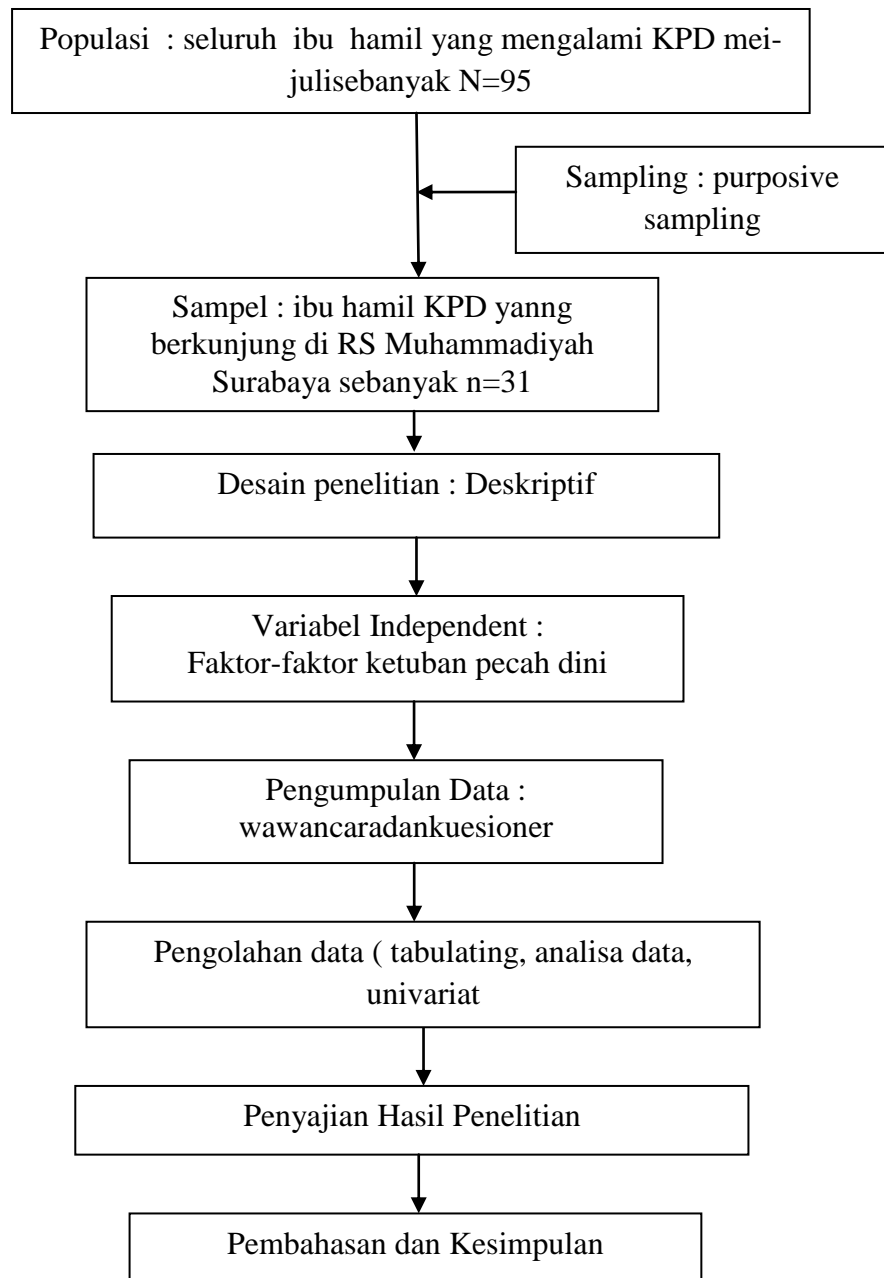 Populasi : seluruh ibu hamil yang mengalami KPD mei-
julisebanyak N=95
Sampling : purposive
sampling
Sampel : ibu hamil KPD yanng
berkunjung di RS Muhammadiyah
Surabaya sebanyak n=31
Desain penelitian : Deskriptif
Variabel Independent :
Faktor-faktor ketuban pecah dini
Pengumpulan Data :
wawancaradankuesioner
Pengolahan data ( tabulating, analisa data,
univariat
Penyajian Hasil Penelitian
Pembahasan dan Kesimpulan